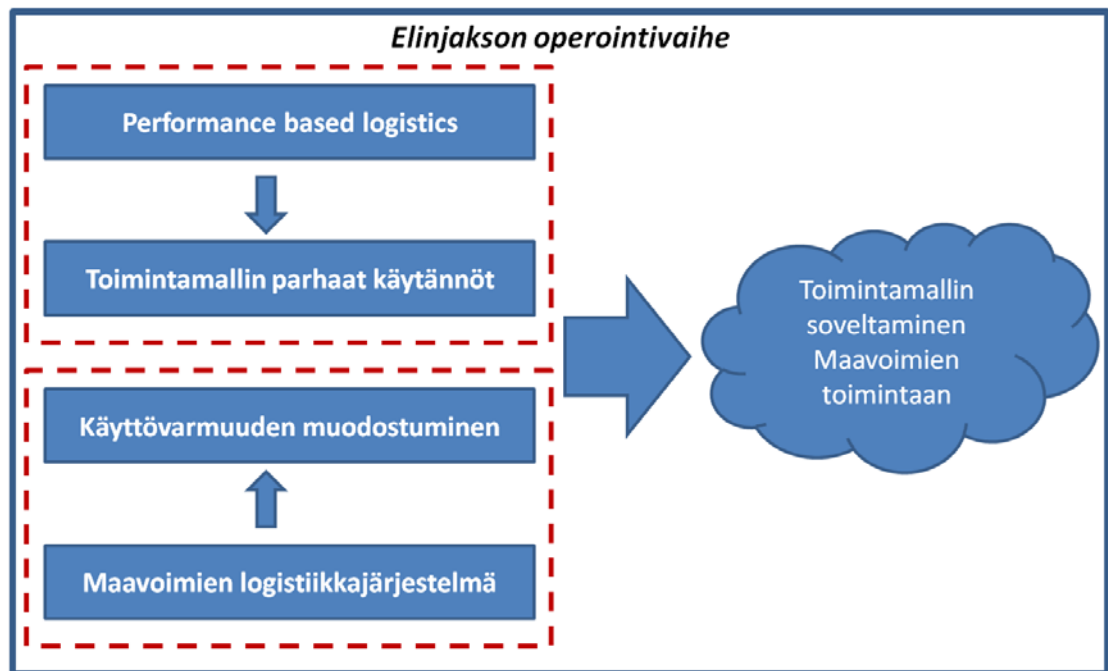 Elinjakson operointivaihe
Performance based logistics
Toimintamallin parhaat käytännöt
Käyttövarmuuden muodostuminen
Maavoimien logistiikkajärjestelmä
Toimintamallin
soveltaminen
Maavoimien
toimintaan